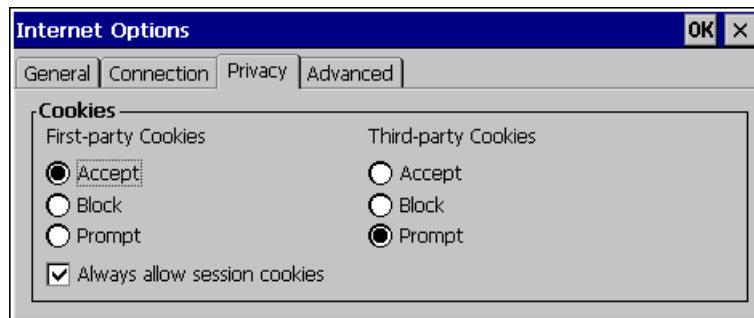 Internet Options OK ×
General Connection Privacy Advanced
Cookies
First-party Cookies Third-party Cookies
Accept Accept
Block Block
Prompt Prompt
Always allow session cookies